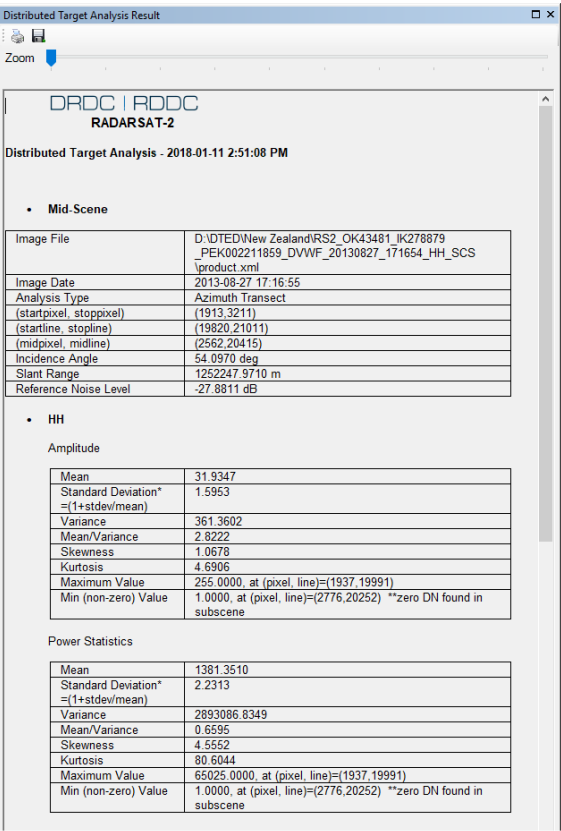 Distributed Target Analysis Result
Zoom
DRDC | RDDC
RADARSAT-2
Distributed Target Analysis - 2018-01-11 2:51:08 PM
• Mid-Scene
Image File D:\DTED\New Zealand\RS2_OK43481_IK278879
_PEK002211859_DVWF_20130827_171654_HH_SCS
\product.xml
Image Date 2013-08-27 17:16:55
Analysis Type Azimuth Transect
(startpixel, stoppixel) (1913,3211)
(startline, stopline) (19820,21011)
(midpixel, midline) (2562,20415)
Incidence Angle 54.0970 deg
Slant Range 1252247.9710 m
Reference Noise Level -27.8811 dB
• HH
Amplitude
Mean 31.9347
Standard Deviation* 1.5953
=(1+stdev/mean)
Variance 361.3602
Mean/Variance 2.8222
Skewness 1.0678
Kurtosis 4.6906
Maximum Value 255.0000, at (pixel, line)=(1937,19991)
Min (non-zero) Value 1.0000, at (pixel, line)=(2776,20252) **zero DN found in
subscene
Power Statistics
Mean 1381.3510
Standard Deviation* 2.2313
=(1+stdev/mean)
Variance 2893086.8349
Mean/Variance 0.6595
Skewness 4.5552
Kurtosis 80.6044
Maximum Value 65025.0000, at (pixel, line)=(1937,19991)
Min (non-zero) Value 1.0000, at (pixel, line)=(2776,20252) **zero DN found in
subscene